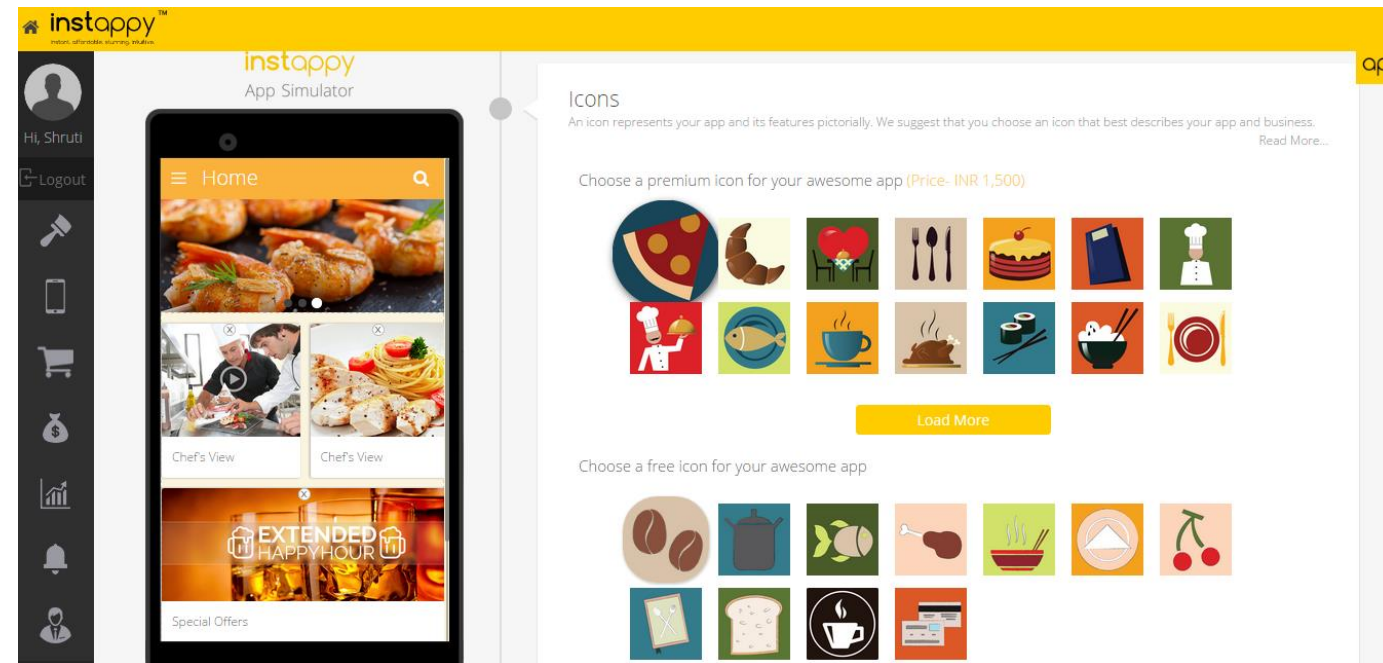 instappy™
instant. affordable. stunning. intuitive.
Hi, Shruti
Logout
instappy
App Simulator
Home
Chef's View
Chef's View
EXTENDED
HAPPYHOUR
Special Offers
ap
Icons
An icon represents your app and its features pictorially. We suggest that you choose an icon that best describes your app and business.
Read More...
Choose a premium icon for your awesome app (Price- INR 1,500)
Load More
Choose a free icon for your awesome app